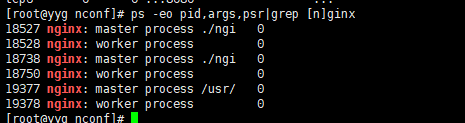 [root@yyg nconf]# ps -eo pid,args,psr|grep [n]ginx
18527 nginx: master process ./ngi   0
18528 nginx: worker process         0
18738 nginx: master process ./ngi   0
18750 nginx: worker process         0
19377 nginx: master process /usr/   0
19378 nginx: worker process         0
[root@yyg nconf]#